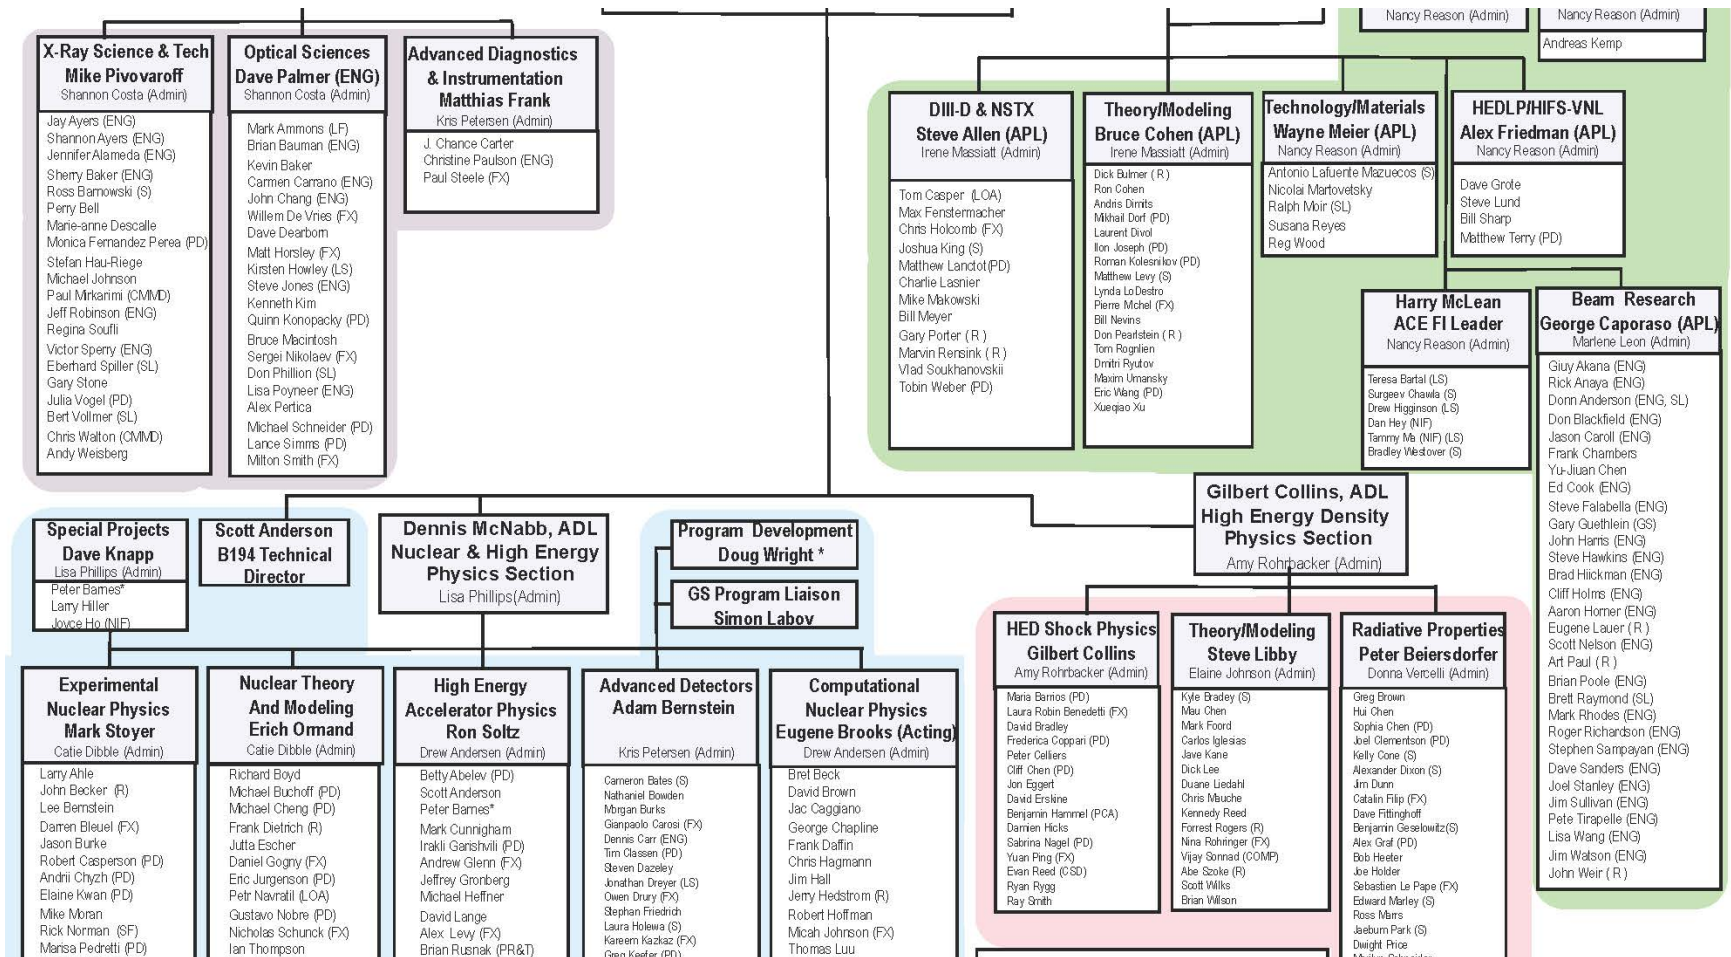 X-Ray Science & Tech
Mike Pivovaroff
Shannon Costa (Admin)
Jay Ayers (ENG)
Shannon Ayers (ENG)
Jennifer Alameda (ENG)
Sherry Baker (ENG)
Ross Barnowski (S)
Perry Bell
Marie-anne Descalle
Monica Fernandez Perea (PD)
Stefan Hau-Riege
Michael Johnson
Paul Mirkarimi (CMMD)
Jeff Robinson (ENG)
Regina Soufli
Victor Sperry (ENG)
Eberhard Spiller (SL)
Gary Stone
Julia Vogel (PD)
Bert Vollmer (SL)
Chris Walton (CMMD)
Andy Weisberg
Optical Sciences
Dave Palmer (ENG)
Shannon Costa (Admin)
Mark Ammons (LF)
Brian Bauman (ENG)
Kevin Baker
Carmen Carrano (ENG)
John Chang (ENG)
Willem De Vries (FX)
Dave Dearborn
Matt Horsley (FX)
Kirsten Howley (LS)
Steve Jones (ENG)
Kenneth Kim
Quinn Konopacky (PD)
Bruce Macintosh
Sergei Nikolaev (FX)
Don Phillion (SL)
Lisa Poyneer (ENG)
Alex Pertica
Michael Schneider (PD)
Lance Simms (PD)
Milton Smith (FX)
Advanced Diagnostics
& Instrumentation
Matthias Frank
Kris Petersen (Admin)
J. Chance Carter
Christine Paulson (ENG)
Paul Steele (FX)
Nancy Reason (Admin)
Nancy Reason (Admin)
Andreas Kemp
DIII-D & NSTX
Steve Allen (APL)
Irene Massiatt (Admin)
Tom Casper (LOA)
Max Fenstermacher
Chris Holcomb (FX)
Joshua King (S)
Matthew Lanctot(PD)
Charlie Lasnier
Mike Makowski
Bill Meyer
Gary Porter ( R )
Marvin Rensink ( R )
Vlad Soukhanovskii
Tobin Weber (PD)
Theory/Modeling
Bruce Cohen (APL)
Irene Massiatt (Admin)
Dick Bulmer ( R )
Ron Cohen
Andris Dimits
Mikhail Dorf (PD)
Laurent Divol
Ilon Joseph (PD)
Roman Kolesnikov (PD)
Matthew Levy (S)
Lynda LoDestro
Pierre Michel (FX)
Bill Nevins
Don Pearlstein ( R )
Tom Rognlien
Dmitri Ryutov
Maxim Umansky
Eric Wang (PD)
Xueqiao Xu
Technology/Materials
Wayne Meier (APL)
Nancy Reason (Admin)
Antonio Lafuente Mazuecos (S)
Nicolai Martovetsky
Ralph Moir (SL)
Susana Reyes
Reg Wood
HEDLP/HIFS-VNL
Alex Friedman (APL)
Nancy Reason (Admin)
Dave Grote
Steve Lund
Bill Sharp
Matthew Terry (PD)
Harry McLean
ACE FI Leader
Nancy Reason (Admin)
Teresa Bartal (LS)
Surgeev Chawla (S)
Drew Higginson (LS)
Dan Hey (NIF)
Tammy Ma (NIF) (LS)
Bradley Westover (S)
Beam Research
George Caporaso (APL)
Marlene Leon (Admin)
Giuy Akana (ENG)
Rick Anaya (ENG)
Donn Anderson (ENG, SL)
Don Blackfield (ENG)
Jason Caroll (ENG)
Frank Chambers
Yu-Jiuan Chen
Ed Cook (ENG)
Steve Falabella (ENG)
Gary Guethlein (GS)
John Harris (ENG)
Steve Hawkins (ENG)
Brad Hiickman (ENG)
Cliff Holms (ENG)
Aaron Horner (ENG)
Eugene Lauer ( R )
Scott Nelson (ENG)
Art Paul ( R )
Brian Poole (ENG)
Brett Raymond (SL)
Mark Rhodes (ENG)
Roger Richardson (ENG)
Stephen Sampayan (ENG)
Dave Sanders (ENG)
Joel Stanley (ENG)
Jim Sullivan (ENG)
Pete Tirapelle (ENG)
Lisa Wang (ENG)
Jim Watson (ENG)
John Weir ( R )
Special Projects
Dave Knapp
Lisa Phillips (Admin)
Peter Barnes*
Larry Hiller
Joyce Ho (NIF)
Scott Anderson
B194 Technical
Director
Dennis McNabb, ADL
Nuclear & High Energy
Physics Section
Lisa Phillips(Admin)
Program Development
Doug Wright *
GS Program Liaison
Simon Labov
Gilbert Collins, ADL
High Energy Density
Physics Section
Amy Rohrbacker (Admin)
Experimental
Nuclear Physics
Mark Stoyer
Catie Dibble (Admin)
Larry Ahle
John Becker (R)
Lee Bernstein
Darren Bleuel (FX)
Jason Burke
Robert Casperson (PD)
Andrii Chyzh (PD)
Elaine Kwan (PD)
Mike Moran
Rick Norman (SF)
Marisa Pedretti (PD)
Nuclear Theory
And Modeling
Erich Ormand
Catie Dibble (Admin)
Richard Boyd
Michael Buchoff (PD)
Michael Cheng (PD)
Frank Dietrich (R)
Jutta Escher
Daniel Gogny (FX)
Eric Jurgenson (PD)
Petr Navratil (LOA)
Gustavo Nobre (PD)
Nicholas Schunck (FX)
Ian Thompson
High Energy
Accelerator Physics
Ron Soltz
Drew Andersen (Admin)
Betty Abelev (PD)
Scott Anderson
Peter Barnes*
Mark Cunnigham
Irakli Garishvili (PD)
Andrew Glenn (FX)
Jeffrey Gronberg
Michael Heffner
David Lange
Alex Levy (FX)
Brian Rusnak (PR&T)
Advanced Detectors
Adam Bernstein
Kris Petersen (Admin)
Cameron Bates (S)
Nathaniel Bowden
Morgan Burks
Gianpaolo Carosi (FX)
Dennis Carr (ENG)
Tim Classen (PD)
Steven Dazeley
Jonathan Dreyer (LS)
Owen Drury (FX)
Stephan Friedrich
Laura Holewa (S)
Kareem Kazkaz (FX)
Greg Keefer (PD)
Computational
Nuclear Physics
Eugene Brooks (Acting)
Drew Andersen (Admin)
Bret Beck
David Brown
Jac Caggiano
George Chapline
Frank Daffin
Chris Hagmann
Jim Hall
Jerry Hedstrom (R)
Robert Hoffman
Micah Johnson (FX)
Thomas Luu
HED Shock Physics
Gilbert Collins
Amy Rohrbacker (Admin)
Maria Barrios (PD)
Laura Robin Benedetti (FX)
David Bradley
Frederica Coppari (PD)
Peter Celliers
Cliff Chen (PD)
Jon Eggert
David Erskine
Benjamin Hammel (PCA)
Damien Hicks
Sabrina Nagel (PD)
Yuan Ping (FX)
Evan Reed (CSD)
Ryan Rygg
Ray Smith
Theory/Modeling
Steve Libby
Elaine Johnson (Admin)
Kyle Bradey (S)
Mau Chen
Mark Foord
Carlos Iglesias
Jave Kane
Dick Lee
Duane Liedahl
Chris Mauche
Kennedy Reed
Forrest Rogers (R)
Nina Rohringer (FX)
Vijay Sonnad (COMP)
Abe Szoke (R)
Scott Wilks
Brian Wilson
Radiative Properties
Peter Beiersdorfer
Donna Vercelli (Admin)
Greg Brown
Hui Chen
Sophia Chen (PD)
Joel Clementson (PD)
Kelly Cone (S)
Alexander Dixon (S)
Jim Dunn
Catalin Filip (FX)
Dave Fittinghoff
Benjamin Geselowitz(S)
Alex Graf (PD)
Bob Heeter
Joe Holder
Sebastien Le Pape (FX)
Edward Marley (S)
Ross Marrs
Jaebum Park (S)
Dwight Price